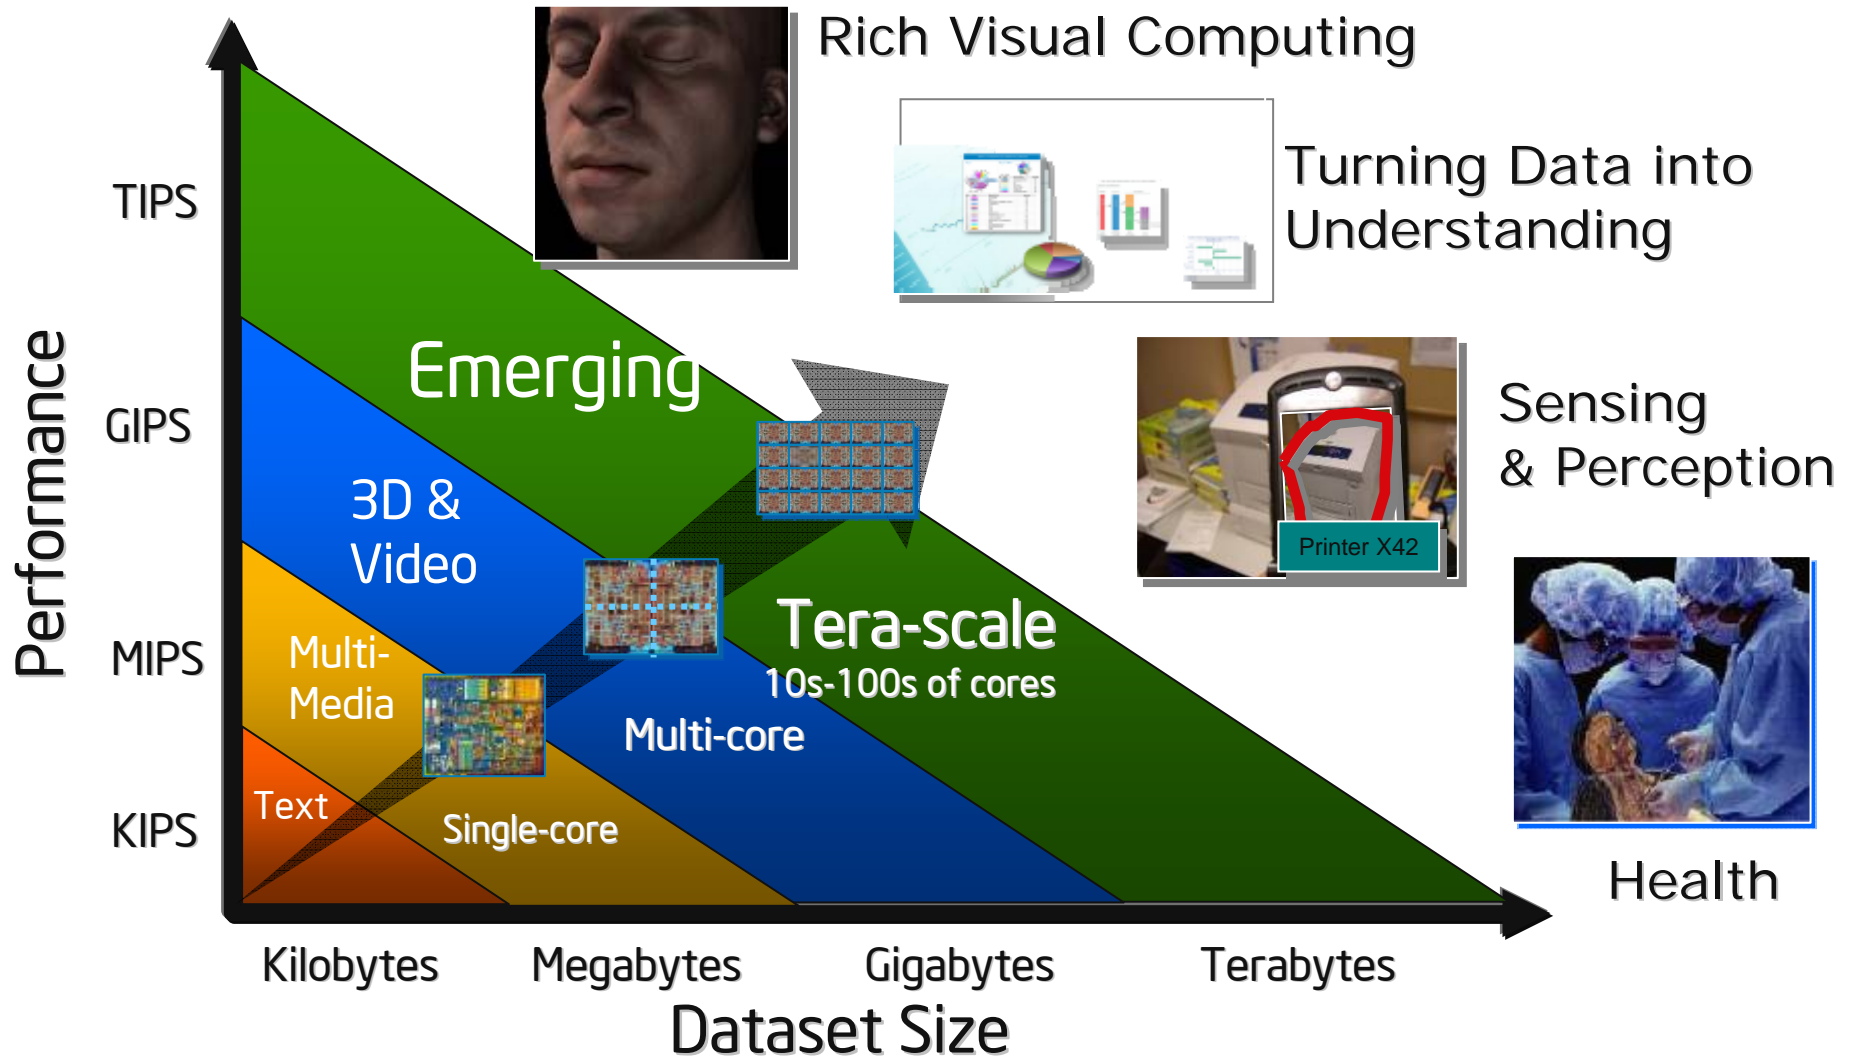 Rich Visual Computing
Turning Data into
Understanding
Sensing
& Perception
Printer X42
Health
Performance
TIPS
GIPS
MIPS
KIPS
Emerging
3D &
Video
Multi-
Media
Text
Tera-scale
10s-100s of cores
Multi-core
Single-core
Kilobytes
Megabytes
Gigabytes
Terabytes
Dataset Size